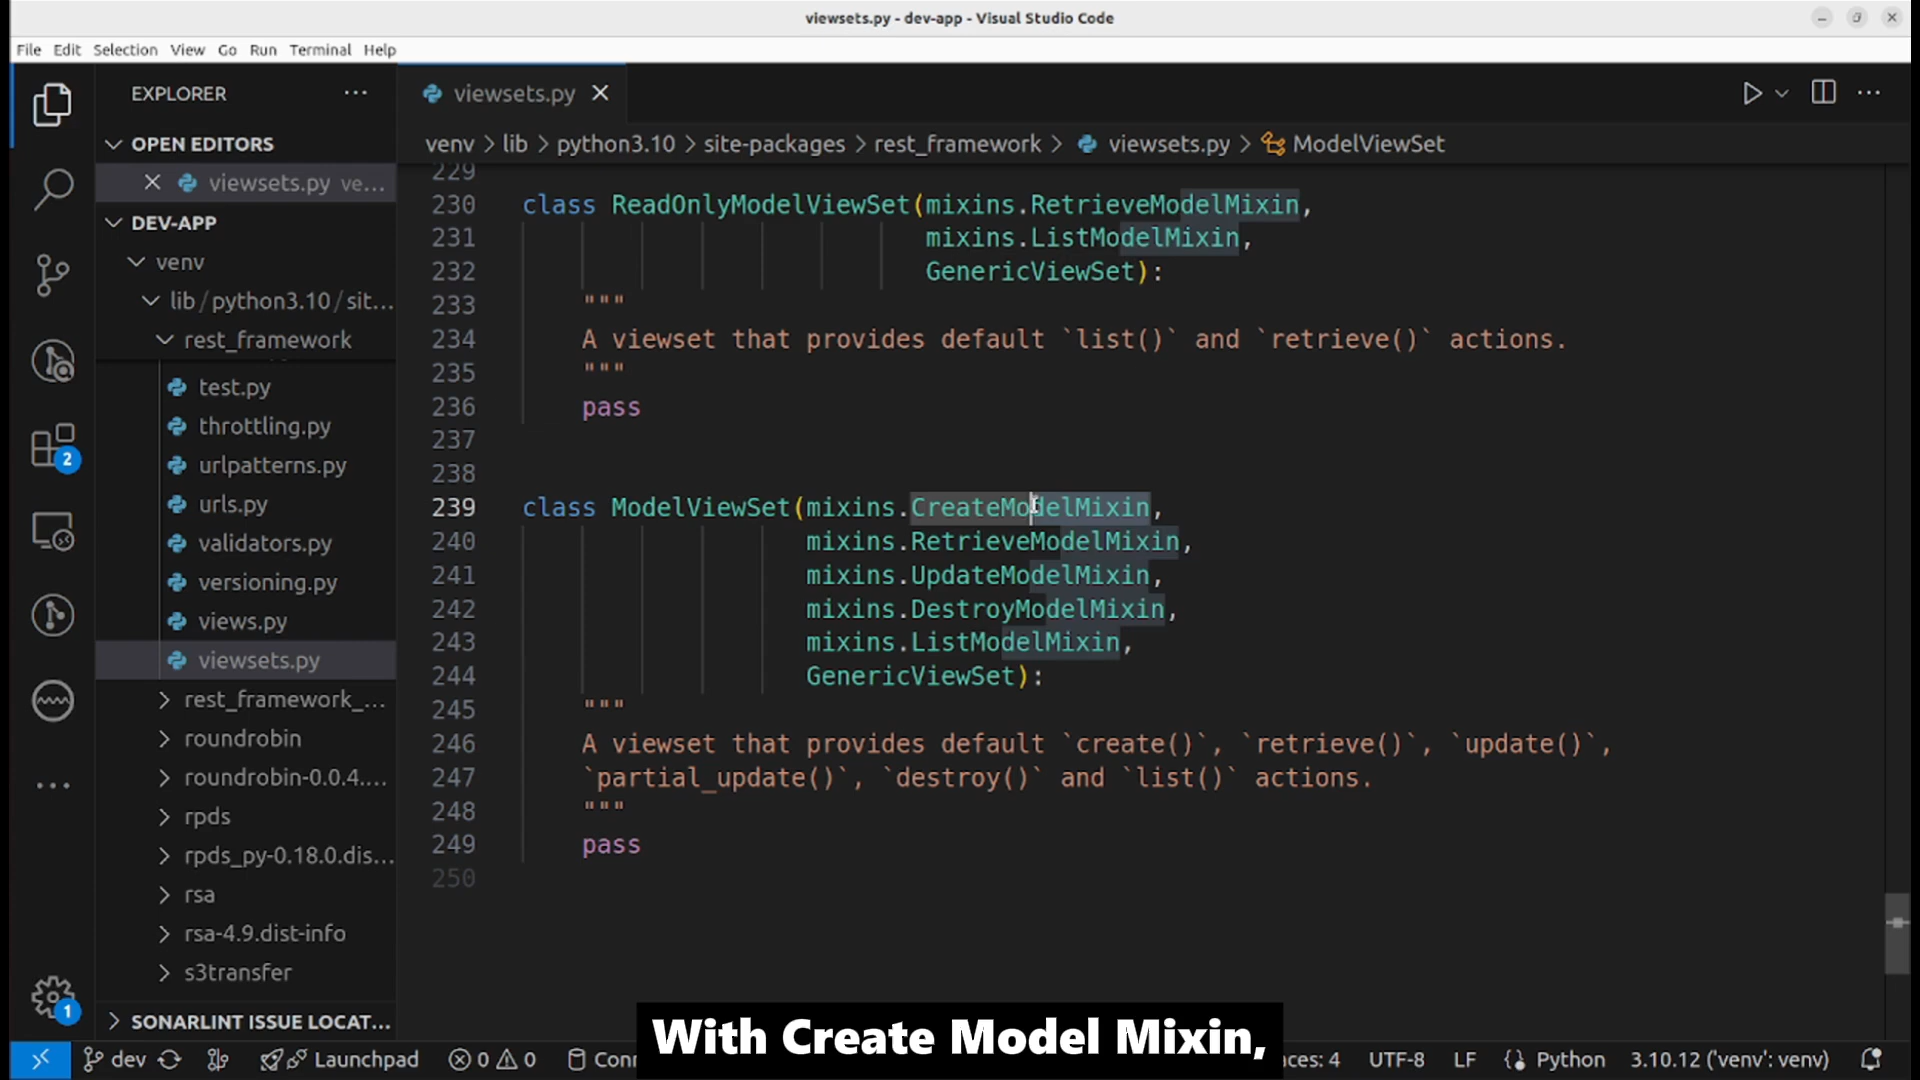 viewsets.py - dev-app - Visual Studio Code
File Edit Selection View Go Run Terminal Help
EXPLORER
viewsets.py
OPEN EDITORS
venv > lib > python3.10 > site-packages > rest_framework > viewsets.py > ModelViewSet
viewsets.py ve...
DEV-APP
venv
lib/python3.10/sit...
rest_framework
test.py
throttling.py
urlpatterns.py
urls.py
validators.py
versioning.py
views.py
viewsets.py
rest_framework_...
roundrobin
roundrobin-0.0.4....
rpds
rpds_py-0.18.0.dis...
rsa
rsa-4.9.dist-info
s3transfer
SONARLINT ISSUE LOCAT...
2
1
229
230 class ReadOnlyModelViewSet(mixins.RetrieveModelMixin,
231 mixins.ListModelMixin,
232 GenericViewSet):
233 """
234 A viewset that provides default `list()` and `retrieve()` actions.
235 """
236 pass
237
238
239 class ModelViewSet(mixins.CreateModelMixin,
240 mixins.RetrieveModelMixin,
241 mixins.UpdateModelMixin,
242 mixins.DestroyModelMixin,
243 mixins.ListModelMixin,
244 GenericViewSet):
245 """
246 A viewset that provides default `create()`, `retrieve()`, `update()`,
247 `partial_update()`, `destroy()` and `list()` actions.
248 """
249 pass
250
With Create Model Mixin,
dev Launchpad 0 0 Conn ces: 4 UTF-8 LF {} Python 3.10.12 ('venv': venv)